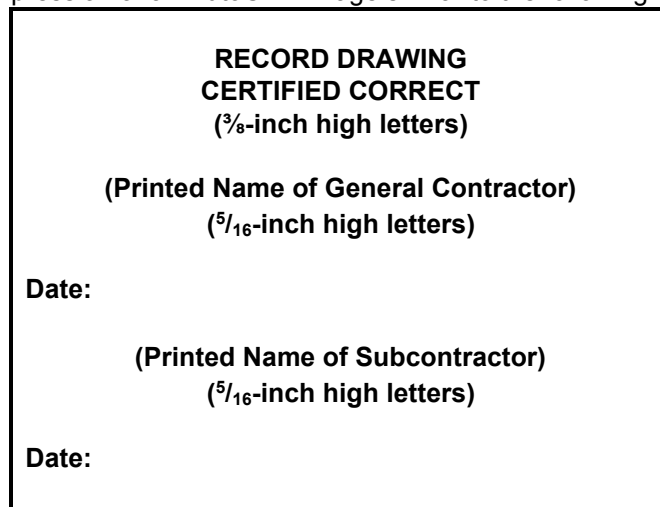 RECORD DRAWING
CERTIFIED CORRECT
(⅜-inch high letters)
(Printed Name of General Contractor)
(5/16-inch high letters)
Date:
(Printed Name of Subcontractor)
(5/16-inch high letters)
Date: